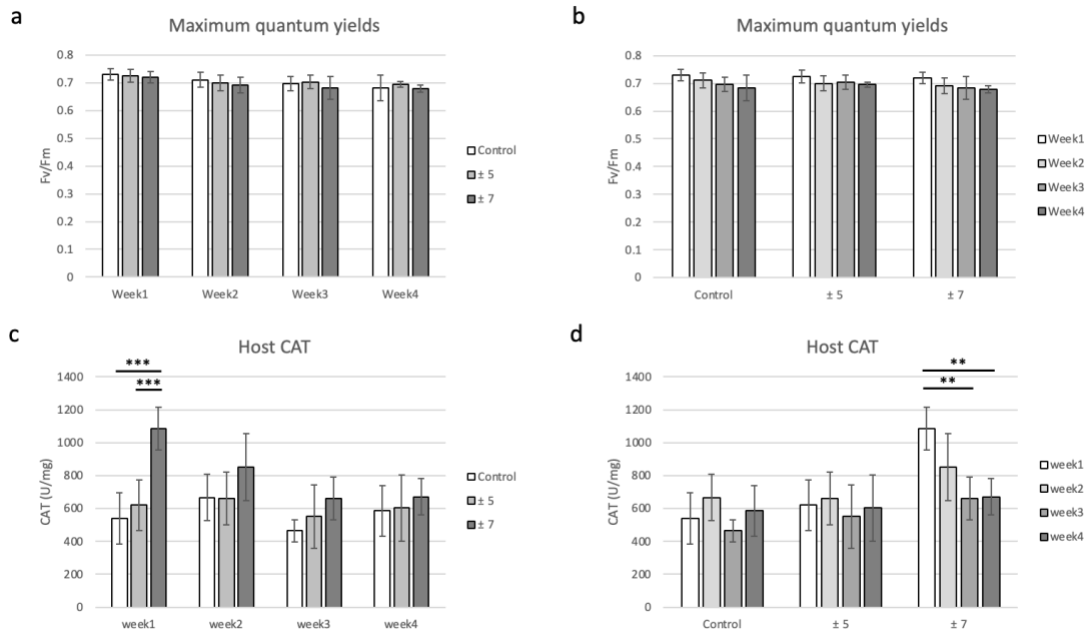 a
Maximum quantum yields
0.8
0.7
0.6
0.5
0.4
0.3
0.2
0.1
0
Fv/Fm
Week1 Week2 Week3 Week4
Control
± 5
± 7
b
Maximum quantum yields
0.8
0.7
0.6
0.5
0.4
0.3
0.2
0.1
0
Fv/Fm
Control ± 5 ± 7
Week1
Week2
Week3
Week4
c
Host CAT
1400
1200
1000
800
600
400
200
0
CAT (U/mg)
***
***
week1 week2 week3 week4
Control
± 5
± 7
d
Host CAT
1400
1200
1000
800
600
400
200
0
CAT (U/mg)
**
**
Control ± 5 ± 7
week1
week2
week3
week4